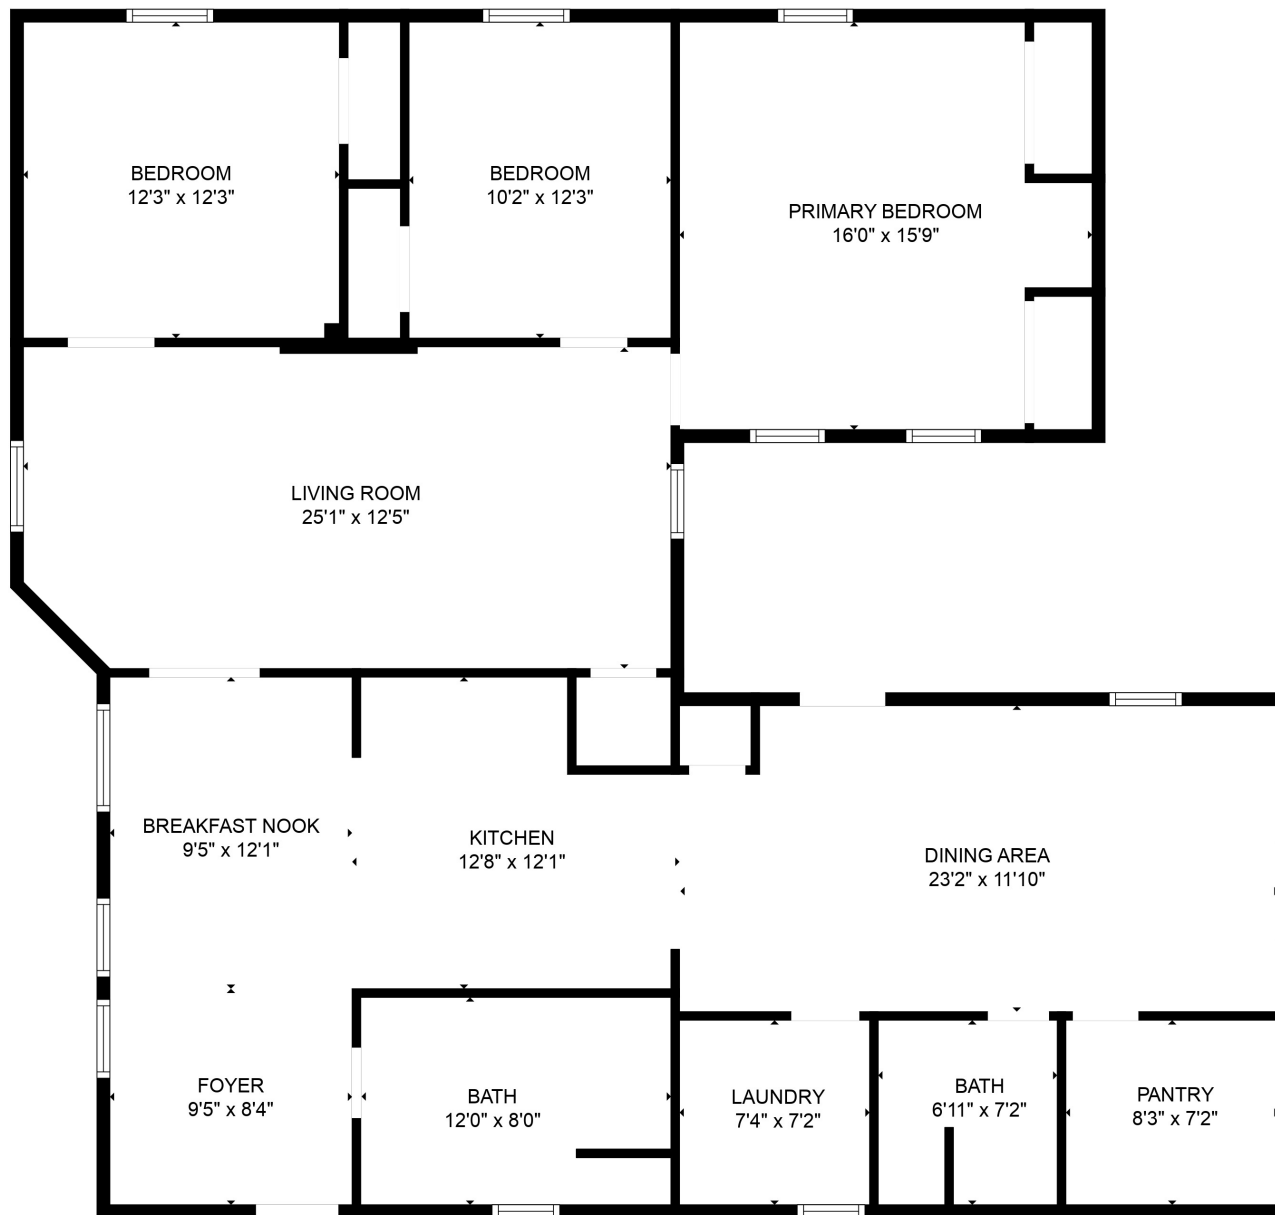 BEDROOM
12'3" x 12'3"
BEDROOM
10'2" x 12'3"
PRIMARY BEDROOM
16'0" x 15'9"
LIVING ROOM
25'1" x 12'5"
BREAKFAST NOOK
9'5" x 12'1"
KITCHEN
12'8" x 12'1"
DINING AREA
23'2" x 11'10"
FOYER
9'5" x 8'4"
BATH
12'0" x 8'0"
LAUNDRY
7'4" x 7'2"
BATH
6'11" x 7'2"
PANTRY
8'3" x 7'2"